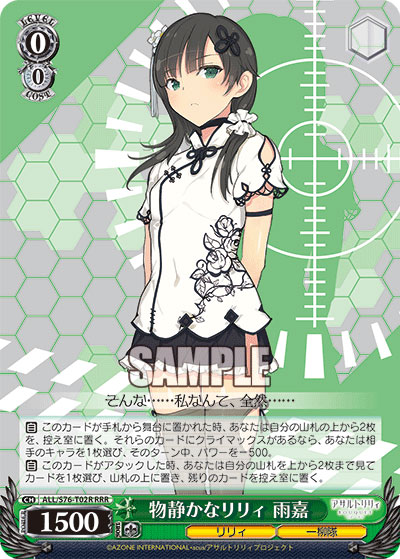 LEVEL
0
0
COST
SAMPLE
そんな……私なんて、全然……
自 このカードが手札から舞台に置かれた時、あなたは自分の山札の上から2枚
を、控え室に置く。それらのカードにクライマックスがあるなら、あなたは相
手のキャラを1枚選び、そのターン中、パワーを－500。
自 このカードがアタックした時、あなたは自分の山札を上から2枚まで見て
カードを1枚選び、山札の上に置き、残りのカードを控え室に置く。
CH ALL/S76-T02R RRR
1500
物静かなリリィ 雨嘉
アサルトリリィ
リリィ
一柳隊
©AZONE INTERNATIONAL・acus/アサルトリリィプロジェクト